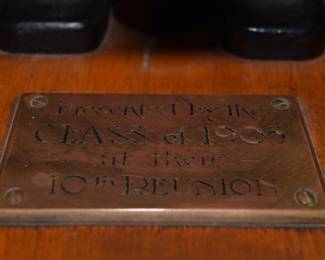 Presented by the
CLASS of 1905
at their
10th REUNION